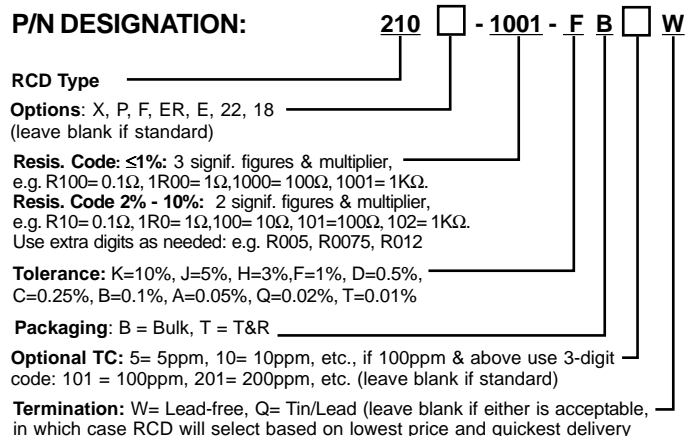 P/N DESIGNATION: 210 □ - 1001 - F B □ W
RCD Type
Options: X, P, F, ER, E, 22, 18
(leave blank if standard)
Resis. Code: ≤1%: 3 signif. figures & multiplier,
e.g. R100= 0.1Ω, 1R00= 1Ω,1000= 100Ω, 1001= 1KΩ.
Resis. Code 2% - 10%: 2 signif. figures & multiplier,
e.g. R10= 0.1Ω, 1R0= 1Ω,100= 10Ω, 101=100Ω, 102= 1KΩ.
Use extra digits as needed: e.g. R005, R0075, R012
Tolerance: K=10%, J=5%, H=3%,F=1%, D=0.5%,
C=0.25%, B=0.1%, A=0.05%, Q=0.02%, T=0.01%
Packaging: B = Bulk, T = T&R
Optional TC: 5= 5ppm, 10= 10ppm, etc., if 100ppm & above use 3-digit
code: 101 = 100ppm, 201= 200ppm, etc. (leave blank if standard)
Termination: W= Lead-free, Q= Tin/Lead (leave blank if either is acceptable,
in which case RCD will select based on lowest price and quickest delivery